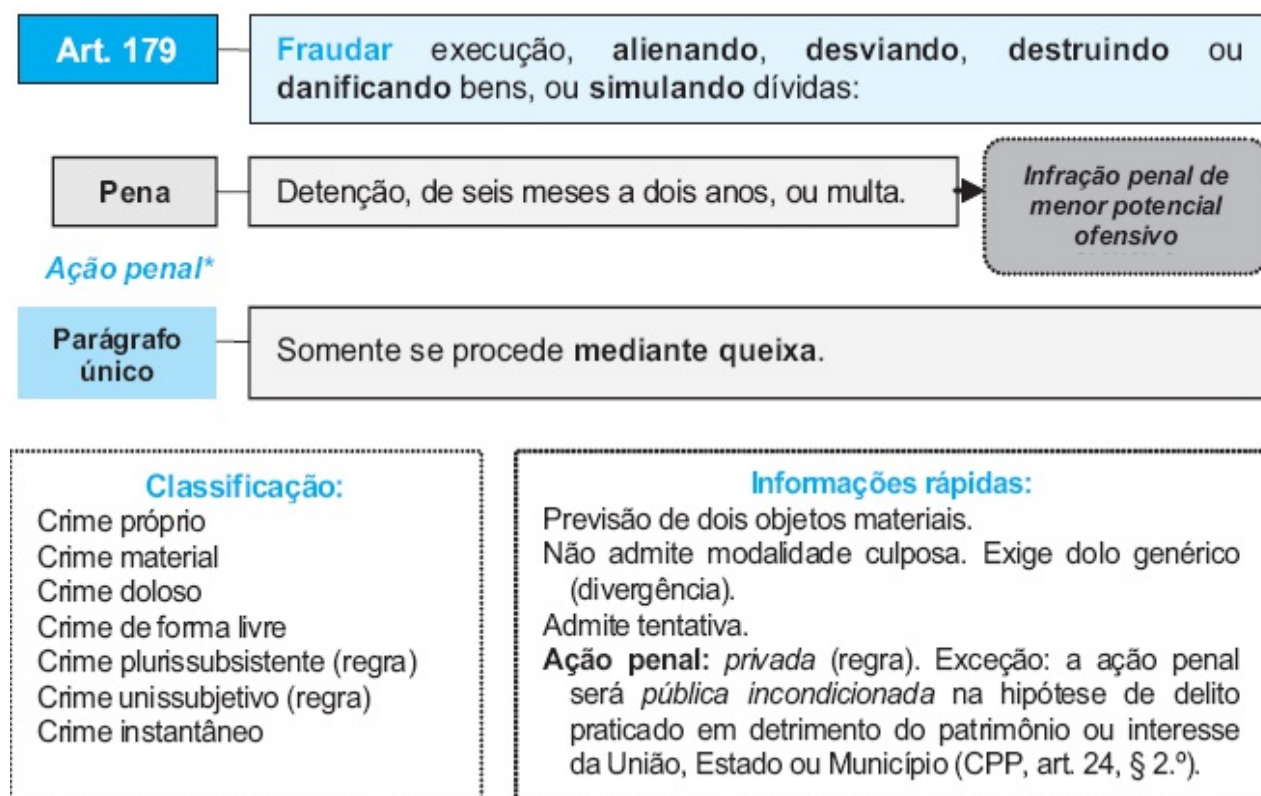 Art. 179
Fraudar execução, alienando, desviando, destruindo ou
danificando bens, ou simulando dívidas:
Pena
Detenção, de seis meses a dois anos, ou multa.
Infração penal de
menor potencial
ofensivo
Ação penal*
Parágrafo
único
Somente se procede mediante queixa.
Classificação:
Crime próprio
Crime material
Crime doloso
Crime de forma livre
Crime plurissubsistente (regra)
Crime unissubjetivo (regra)
Crime instantâneo
Informações rápidas:
Previsão de dois objetos materiais.
Não admite modalidade culposa. Exige dolo genérico
(divergência).
Admite tentativa.
Ação penal: privada (regra). Exceção: a ação penal
será pública incondicionada na hipótese de delito
praticado em detrimento do patrimônio ou interesse
da União, Estado ou Município (CPP, art. 24, § 2.º).